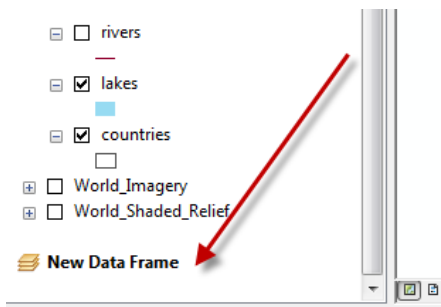 rivers
lakes
countries
World_Imagery
World_Shaded_Relief
New Data Frame